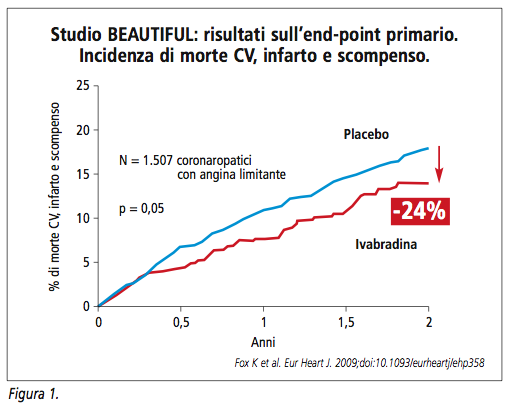 Studio BEAUTIFUL: risultati sull'end-point primario.
Incidenza di morte CV, infarto e scompenso.
% di morte CV, infarto e scompenso
25
20
15
10
5
0
N = 1.507 coronaropatici
con angina limitante
p = 0,05
Placebo
-24%
Ivabradina
0
0,5
1
1,5
2
Anni
Fox K et al. Eur Heart J. 2009;doi:10.1093/eurheartj/ehp358
Figura 1.